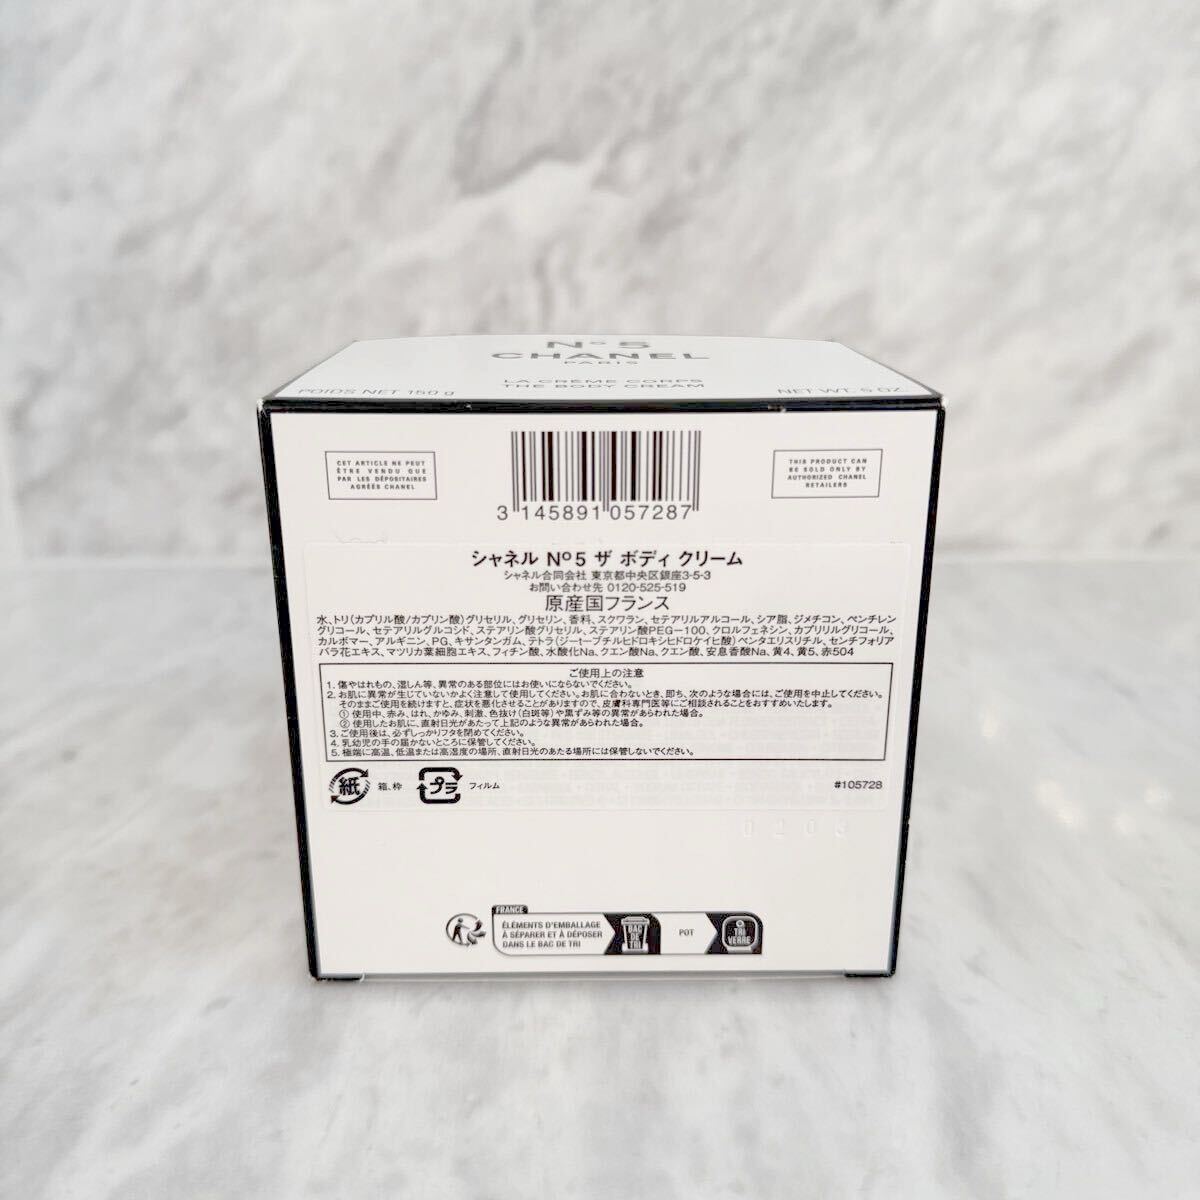 N°5
CHANEL
PARIS
LA CRÈME CORPS
THE BODY CREAM
POIDS NET 150 g
NET WT. 5 OZ.
CET ARTICLE NE PEUT
ÊTRE VENDU QUE
PAR LES DÉPOSITAIRES
AGRÉÉS CHANEL
THIS PRODUCT CAN
BE SOLD ONLY BY
AUTHORIZED CHANEL
RETAILERS
3 145891 057287
シャネル N°5 ザ ボディ クリーム
シャネル合同会社 東京都中央区銀座3-5-3
お問い合わせ先 0120-525-519
原産国フランス
水、トリ(カプリル酸/カプリン酸)グリセリル、グリセリン、香料、スクワラン、セテアリルアルコール、シア脂、ジメチコン、ペンチレン
グリコール、セテアリルグルコシド、ステアリン酸グリセリル、ステアリン酸PEG-100、クロルフェネシン、カプリリルグリコール、
カルボマー、アルギニン、PG、キサンタンガム、テトラ(ジ-t-ブチルヒドロキシヒドロケイヒ酸)ペンタエリスリチル、センチフォリア
バラ花エキス、マツリカ葉細胞エキス、フィチン酸、水酸化Na、クエン酸Na、クエン酸、安息香酸Na、黄4、黄5、赤504
ご使用上の注意
1. 傷やはれもの、湿しん等、異常のある部位にはお使いにならないでください。
2. お肌に異常が生じていないかよく注意して使用してください。お肌に合わないとき、即ち、次のような場合には、ご使用を中止してください。
そのままご使用を続けますと、症状を悪化させることがありますので、皮膚科専門医等にご相談されることをおすすめいたします。
① 使用中、赤み、はれ、かゆみ、刺激、色抜け(白斑等)や黒ずみ等の異常があらわれた場合。
② 使用したお肌に、直射日光があたって上記のような異常があらわれた場合。
3. ご使用後は、必ずしっかりフタを閉めてください。
4. 乳幼児の手の届かないところに保管してください。
5. 極端に高温、低温または高湿度の場所、直射日光のあたる場所には保管しないでください。
紙 箱、枠 プラ フィルム
#105728
FRANCE
ÉLÉMENTS D'EMBALLAGE
À SÉPARER ET À DÉPOSER
DANS LE BAC DE TRI
BAC
DE
TRI
POT
TRI
VERRE